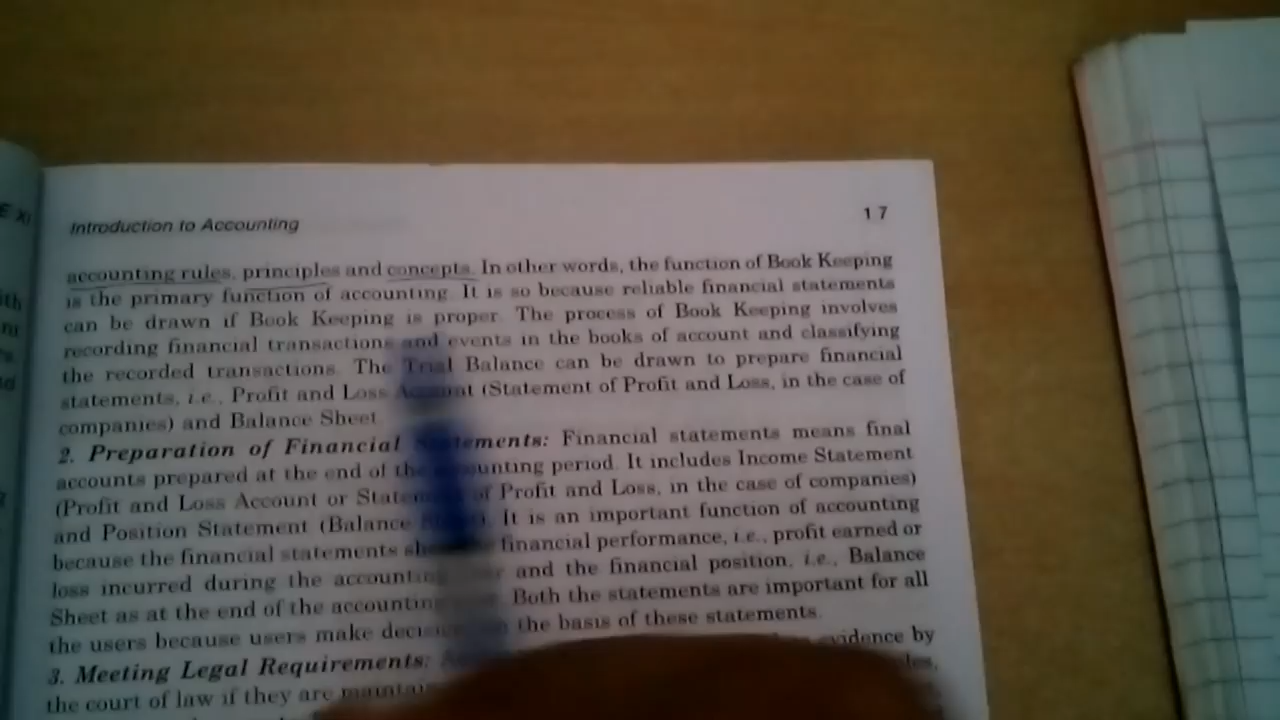 Introduction to Accounting
17
accounting rules, principles and concepts. In other words, the function of Book Keeping
is the primary function of accounting. It is so because reliable financial statements
can be drawn if Book Keeping is proper. The process of Book Keeping involves
recording financial transactions and events in the books of account and classifying
the recorded transactions. The Trial Balance can be drawn to prepare financial
statements, i.e., Profit and Loss Account (Statement of Profit and Loss, in the case of
companies) and Balance Sheet
2. Preparation of Financial Statements: Financial statements means final
accounts prepared at the end of the accounting period. It includes Income Statement
(Profit and Loss Account or Statement of Profit and Loss, in the case of companies)
and Position Statement (Balance It is an important function of accounting
because the financial statements financial performance, i.e., profit earned or
loss incurred during the accounting and the financial position, i.e., Balance
Sheet as at the end of the accounting Both the statements are important for all
the users because users make the basis of these statements.
3. Meeting Legal Requirements: evidence by
the court of law if they are